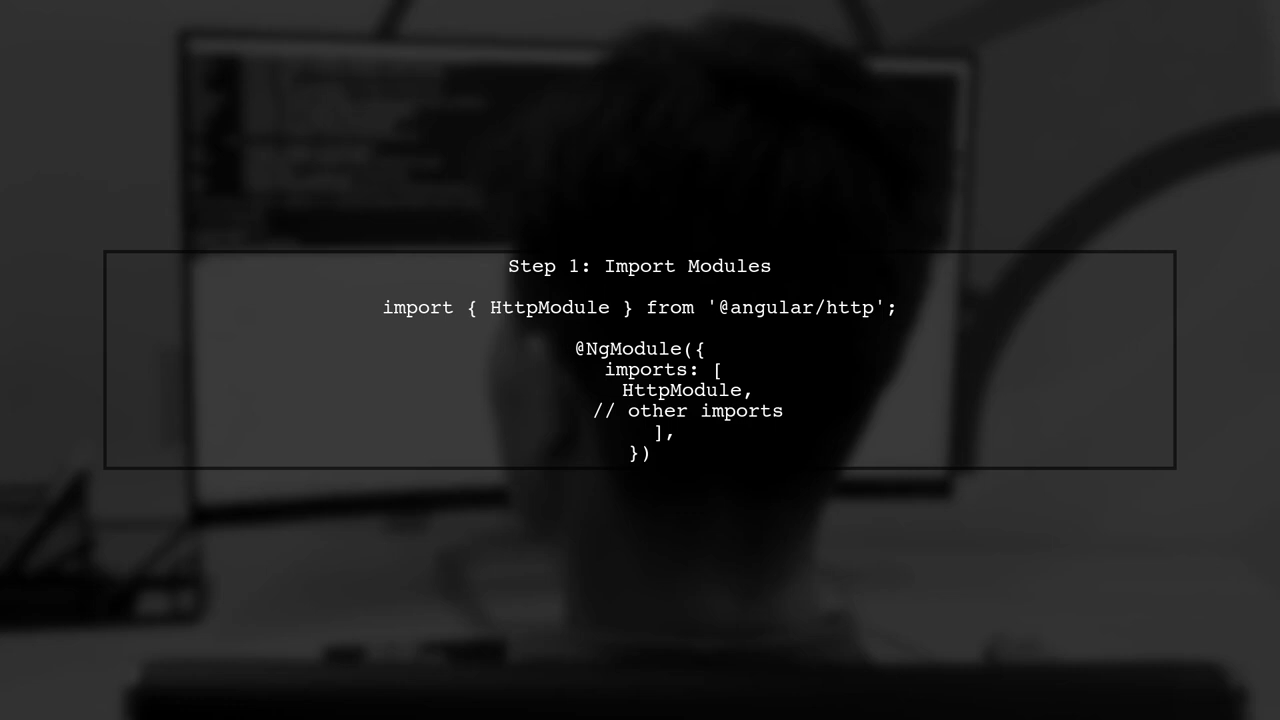 Step 1: Import Modules
import { HttpModule } from '@angular/http';
@NgModule({
imports: [
HttpModule,
// other imports
],
})